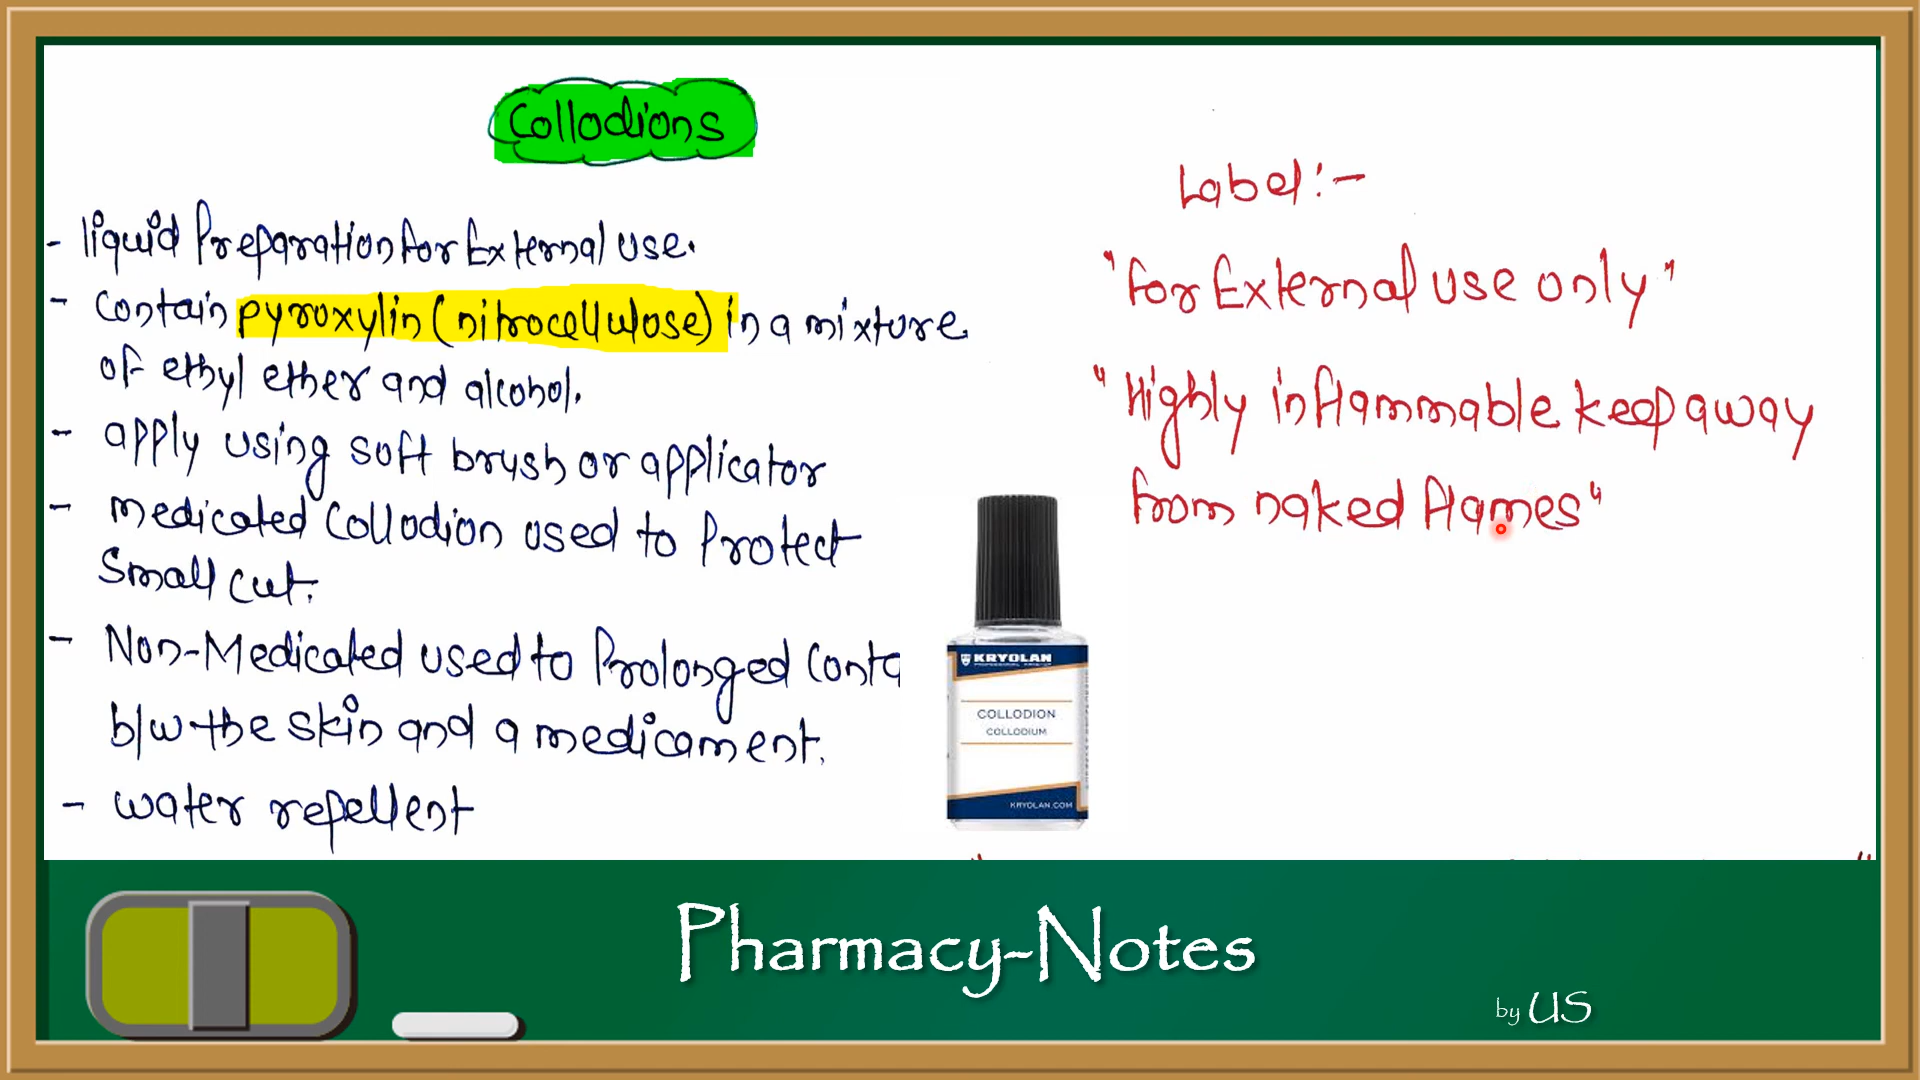 Collodions
- liquid Preparation for External use.
- contain pyroxylin (nitrocellulose) in a mixture
of ethyl ether and alcohol.
- apply using soft brush or applicator
- medicated Collodion used to Protect
Small cut.
- Non-Medicated used to Prolonged Conta
b/w the skin and a medicament.
- water repellent
Label:-
"for External use only"
"Highly inflammable keep away
from naked flames"
KRYOLAN
COLLODION
COLLODIUM
KRYOLAN.COM
Pharmacy-Notes
by US